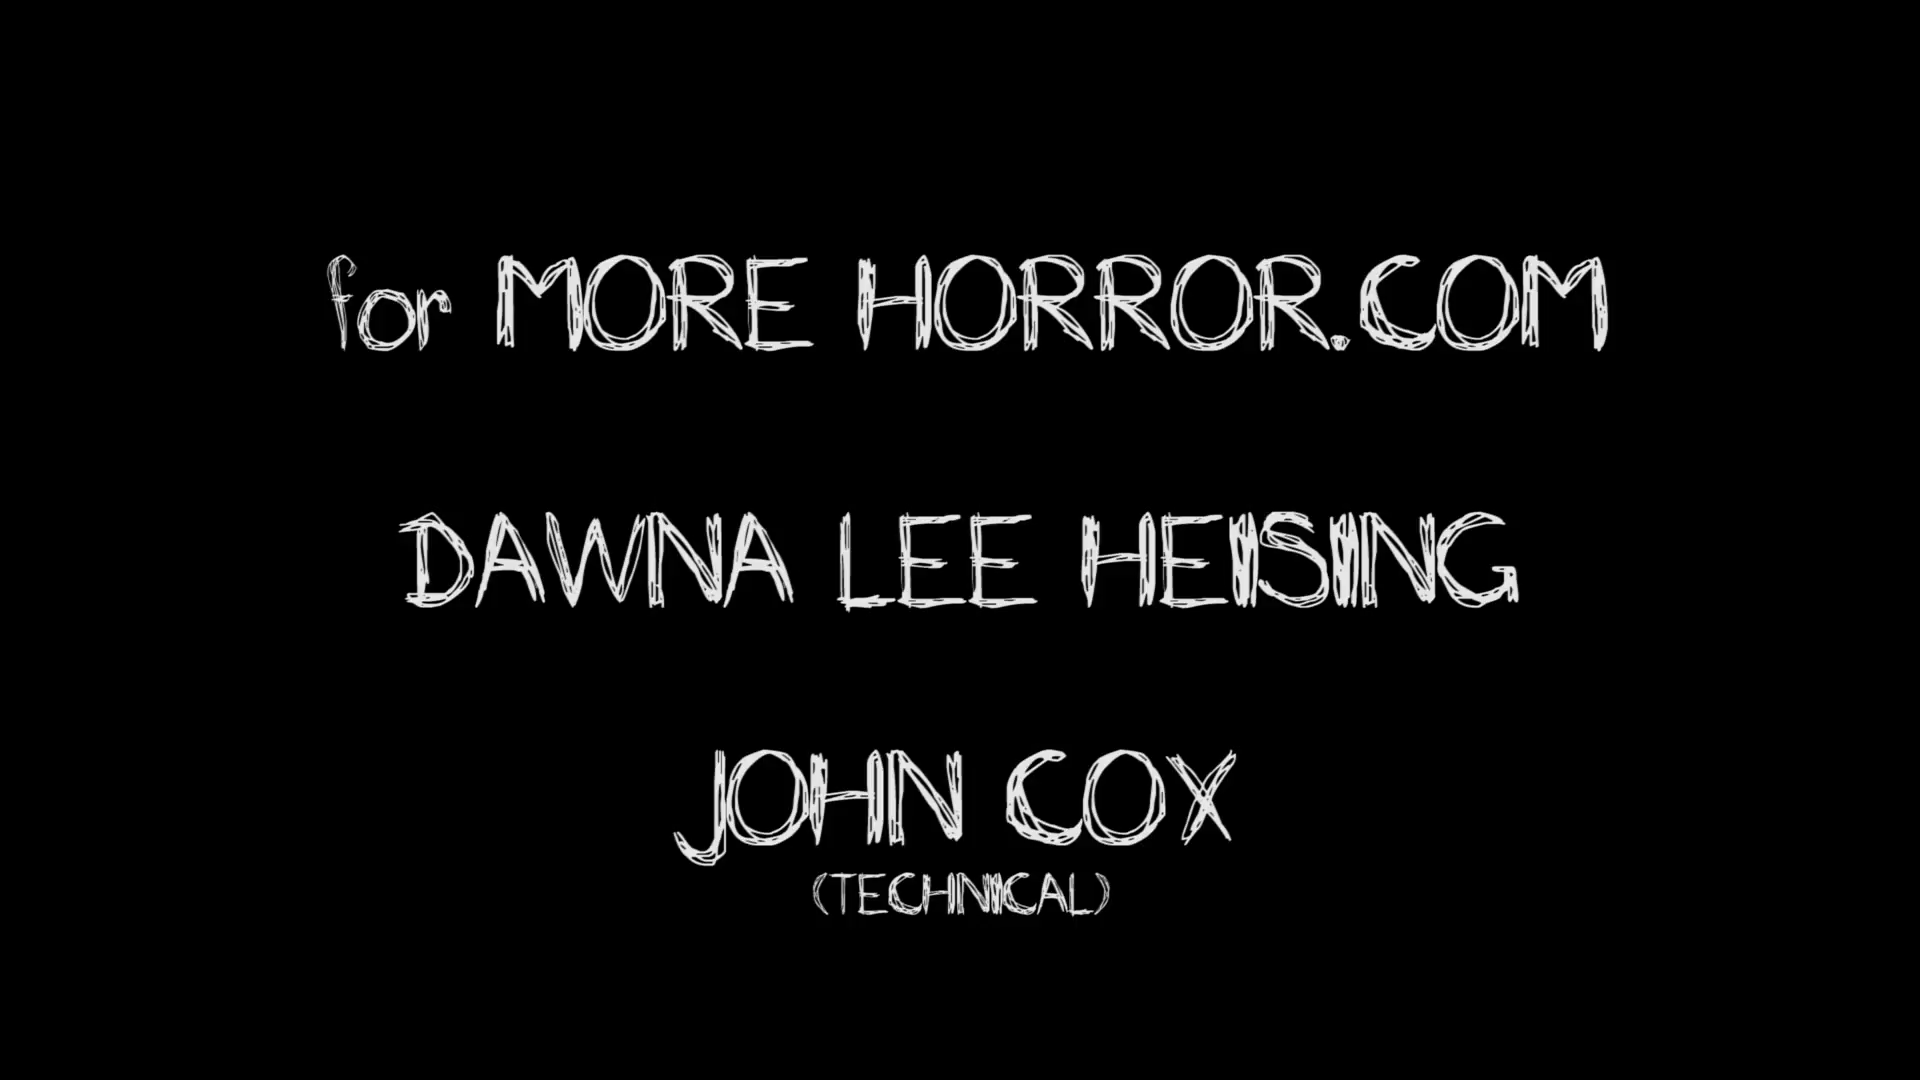 for MORE HORROR.COM
DAWNA LEE HEISING
JOHN COX
(TECHNICAL)